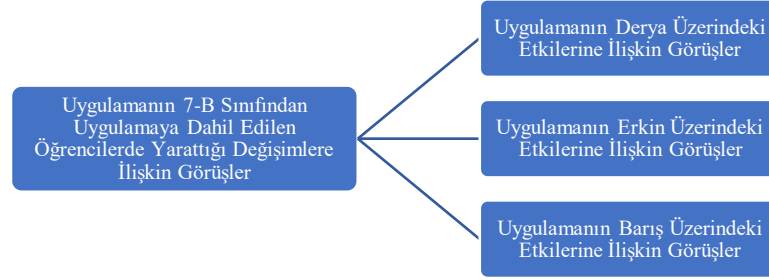 Uygulamanın 7-B Sınıfından
Uygulamaya Dahil Edilen
Öğrencilerde Yarattığı Değişimlere
İlişkin Görüşler
Uygulamanın Derya Üzerindeki
Etkilerine İlişkin Görüşler
Uygulamanın Erkin Üzerindeki
Etkilerine İlişkin Görüşler
Uygulamanın Barış Üzerindeki
Etkilerine İlişkin Görüşler